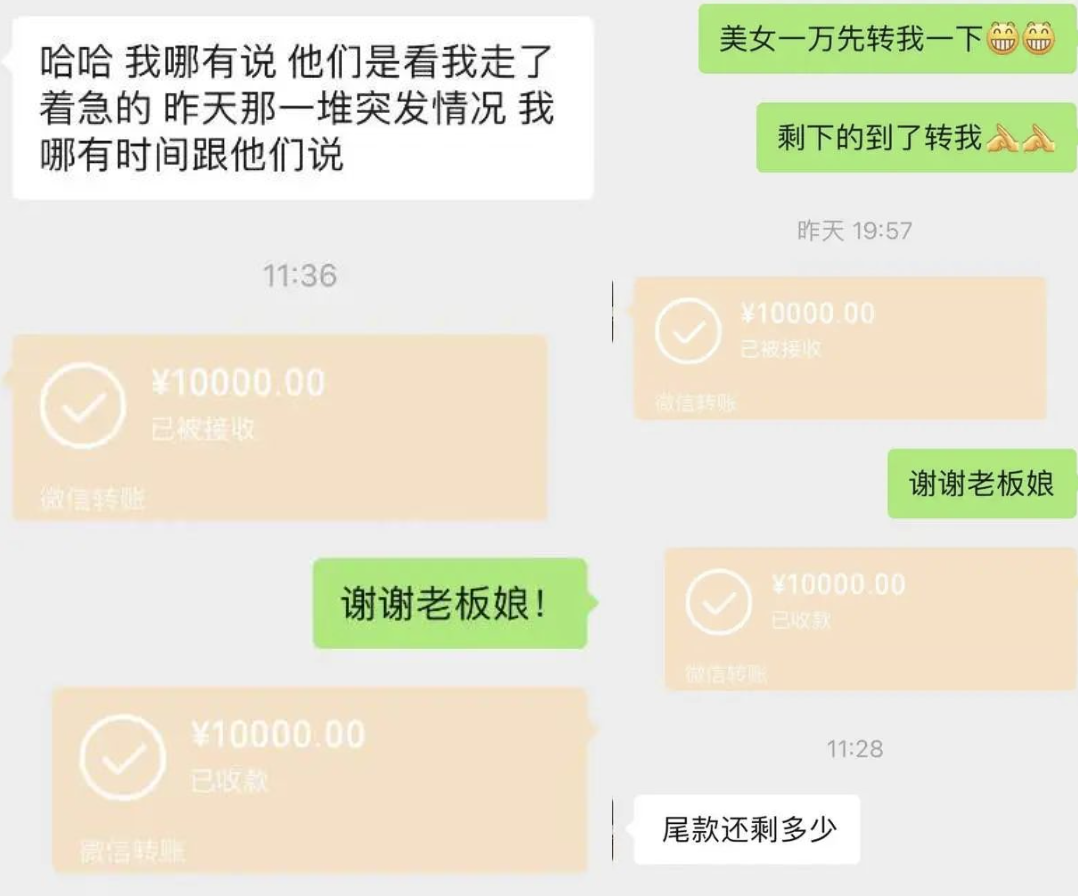 哈哈 我哪有说 他们是看我走了
着急的 昨天那一堆突发情况 我
哪有时间跟他们说
11:36
¥10000.00
已被接收
微信转账
谢谢老板娘!
¥10000.00
已收款
微信转账
美女一万先转我一下😁😁
剩下的到了转我🙏🙏
昨天 19:57
¥10000.00
已被接收
微信转账
谢谢老板娘
¥10000.00
已收款
微信转账
11:28
尾款还剩多少